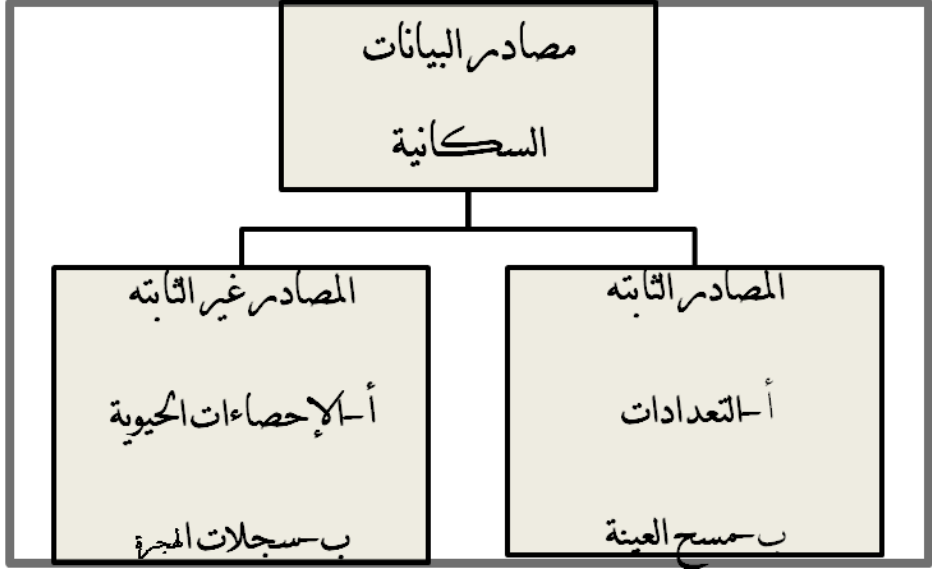 مصادر البيانات
السكانية
المصادر الثابته
أ-التعدادات
ب-مسح العينة
المصادر غير الثابته
أ-الإحصاءات الحيوية
ب-سجلات الهجرة